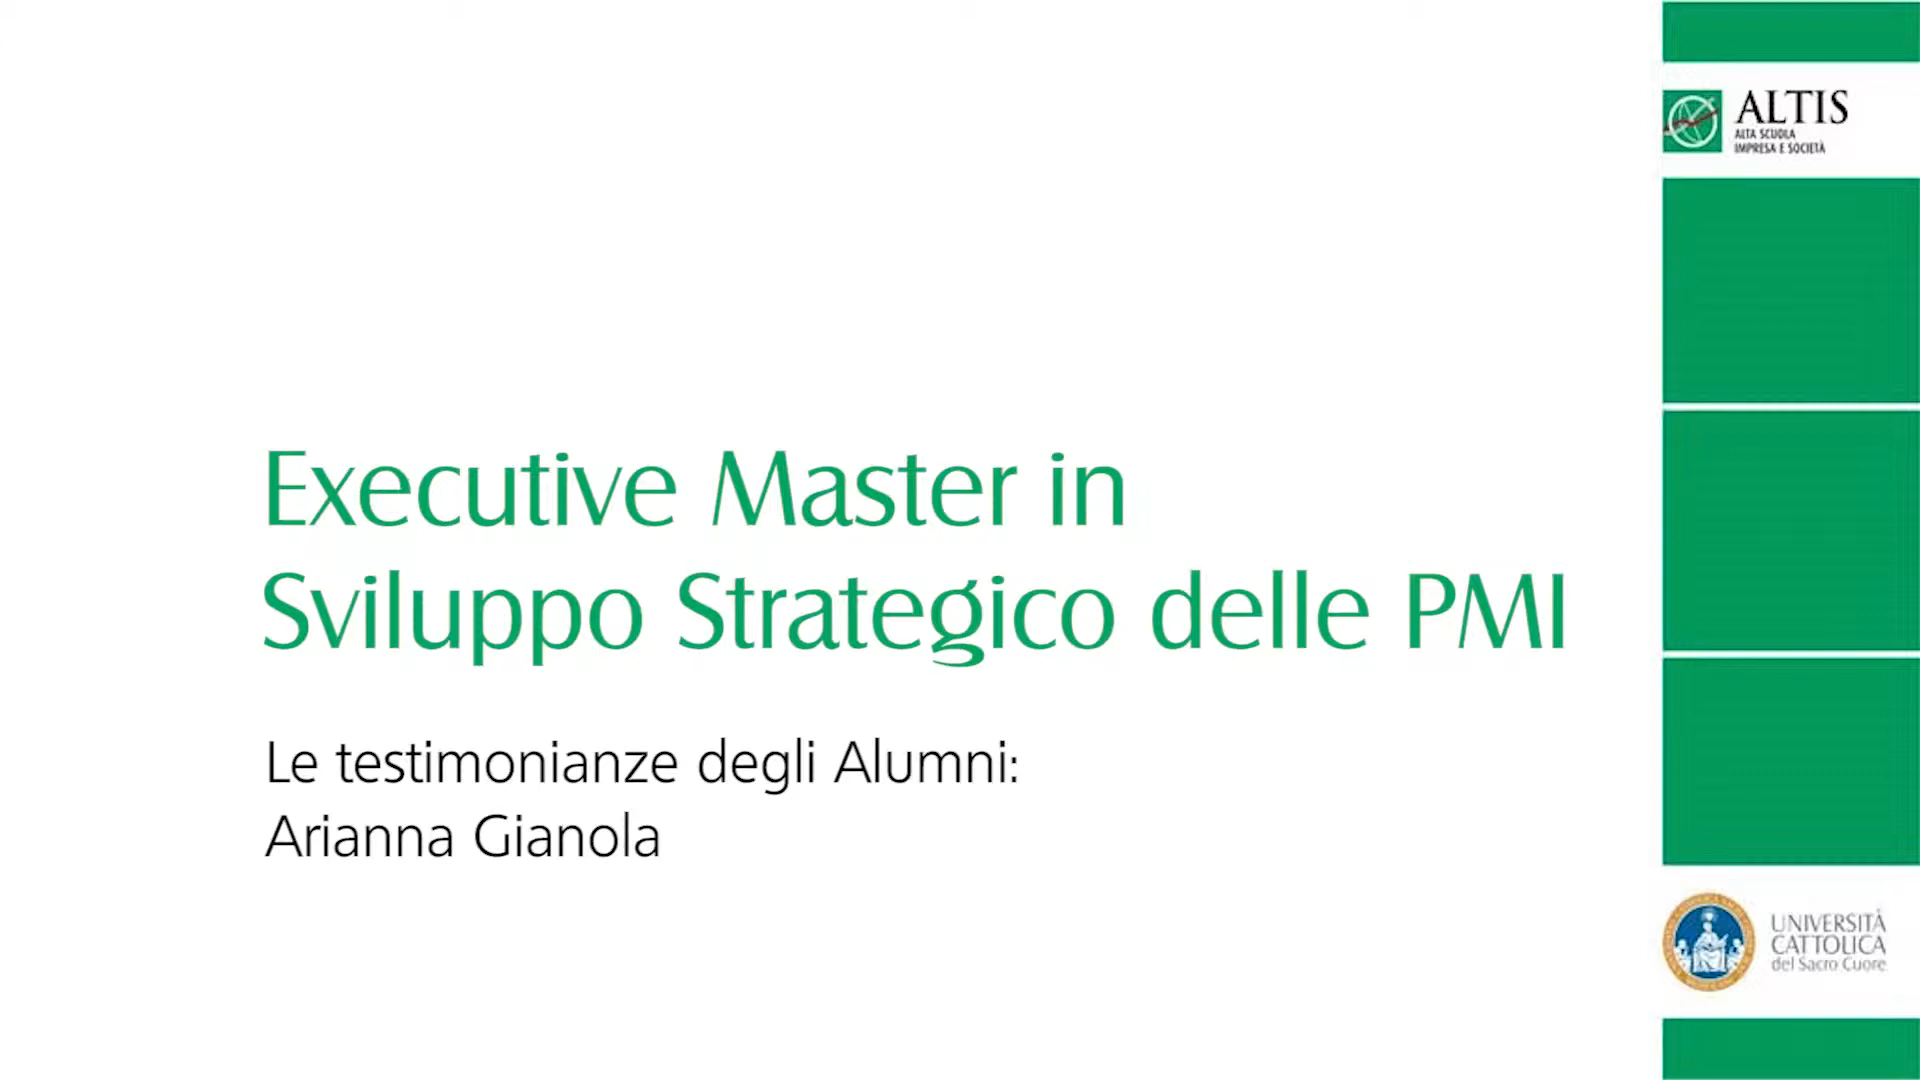 ALTIS
ALTA SCUOLA
IMPRESA E SOCIETÀ
Executive Master in
Sviluppo Strategico delle PMI
Le testimonianze degli Alumni:
Arianna Gianola
UNIVERSITÀ
CATTOLICA
del Sacro Cuore